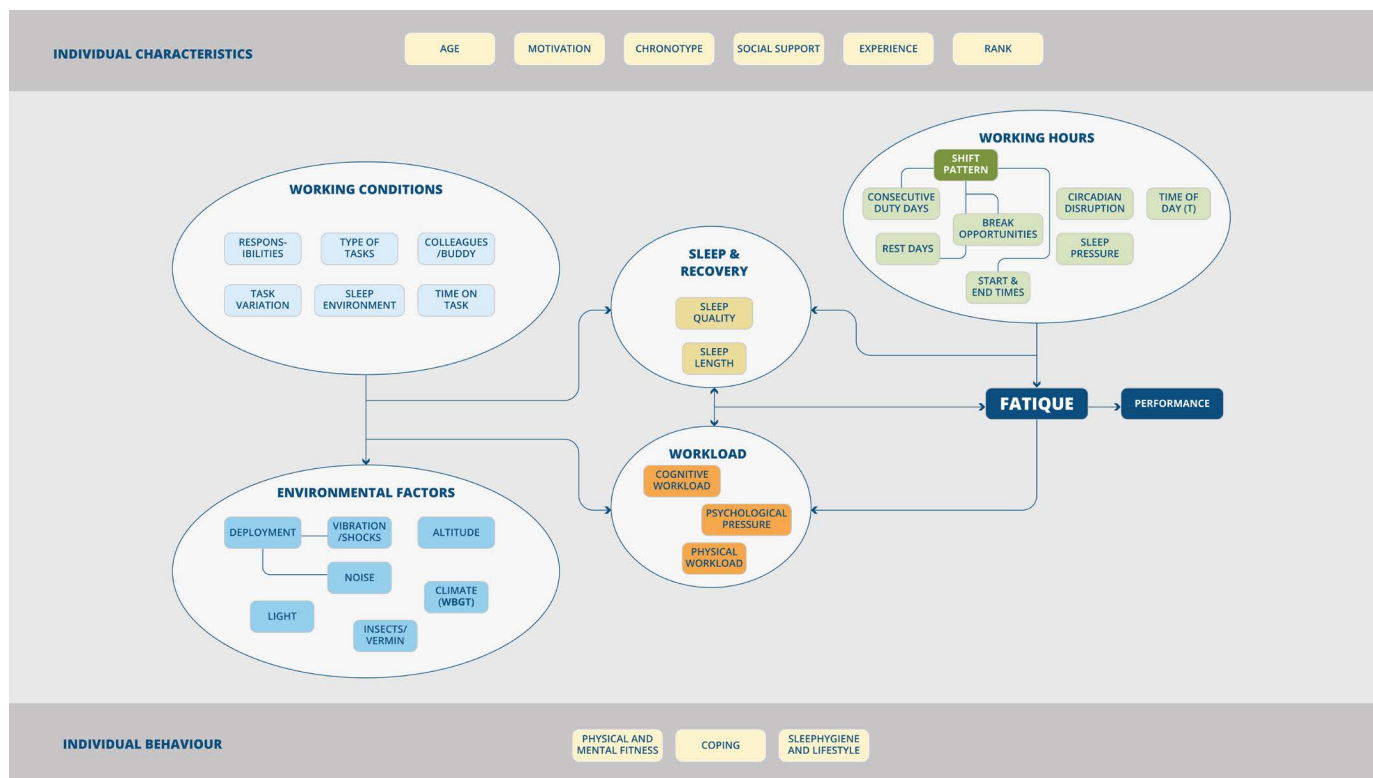 INDIVIDUAL CHARACTERISTICS
AGE
MOTIVATION
CHRONOTYPE
SOCIAL SUPPORT
EXPERIENCE
RANK
WORKING CONDITIONS
RESPONS-
IBILITIES
TYPE OF
TASKS
COLLEAGUES
/BUDDY
TASK
VARIATION
SLEEP
ENVIRONMENT
TIME ON
TASK
ENVIRONMENTAL FACTORS
DEPLOYMENT
VIBRATION
/SHOCKS
ALTITUDE
NOISE
CLIMATE
(WBGT)
LIGHT
INSECTS/
VERMIN
SLEEP &
RECOVERY
SLEEP
QUALITY
SLEEP
LENGTH
WORKLOAD
COGNITIVE
WORKLOAD
PSYCHOLOGICAL
PRESSURE
PHYSICAL
WORKLOAD
WORKING HOURS
SHIFT
PATTERN
CONSECUTIVE
DUTY DAYS
CIRCADIAN
DISRUPTION
TIME OF
DAY (T)
BREAK
OPPORTUNITIES
REST DAYS
SLEEP
PRESSURE
START &
END TIMES
FATIQUE
PERFORMANCE
INDIVIDUAL BEHAVIOUR
PHYSICAL AND
MENTAL FITNESS
COPING
SLEEPHYGIENE
AND LIFESTYLE